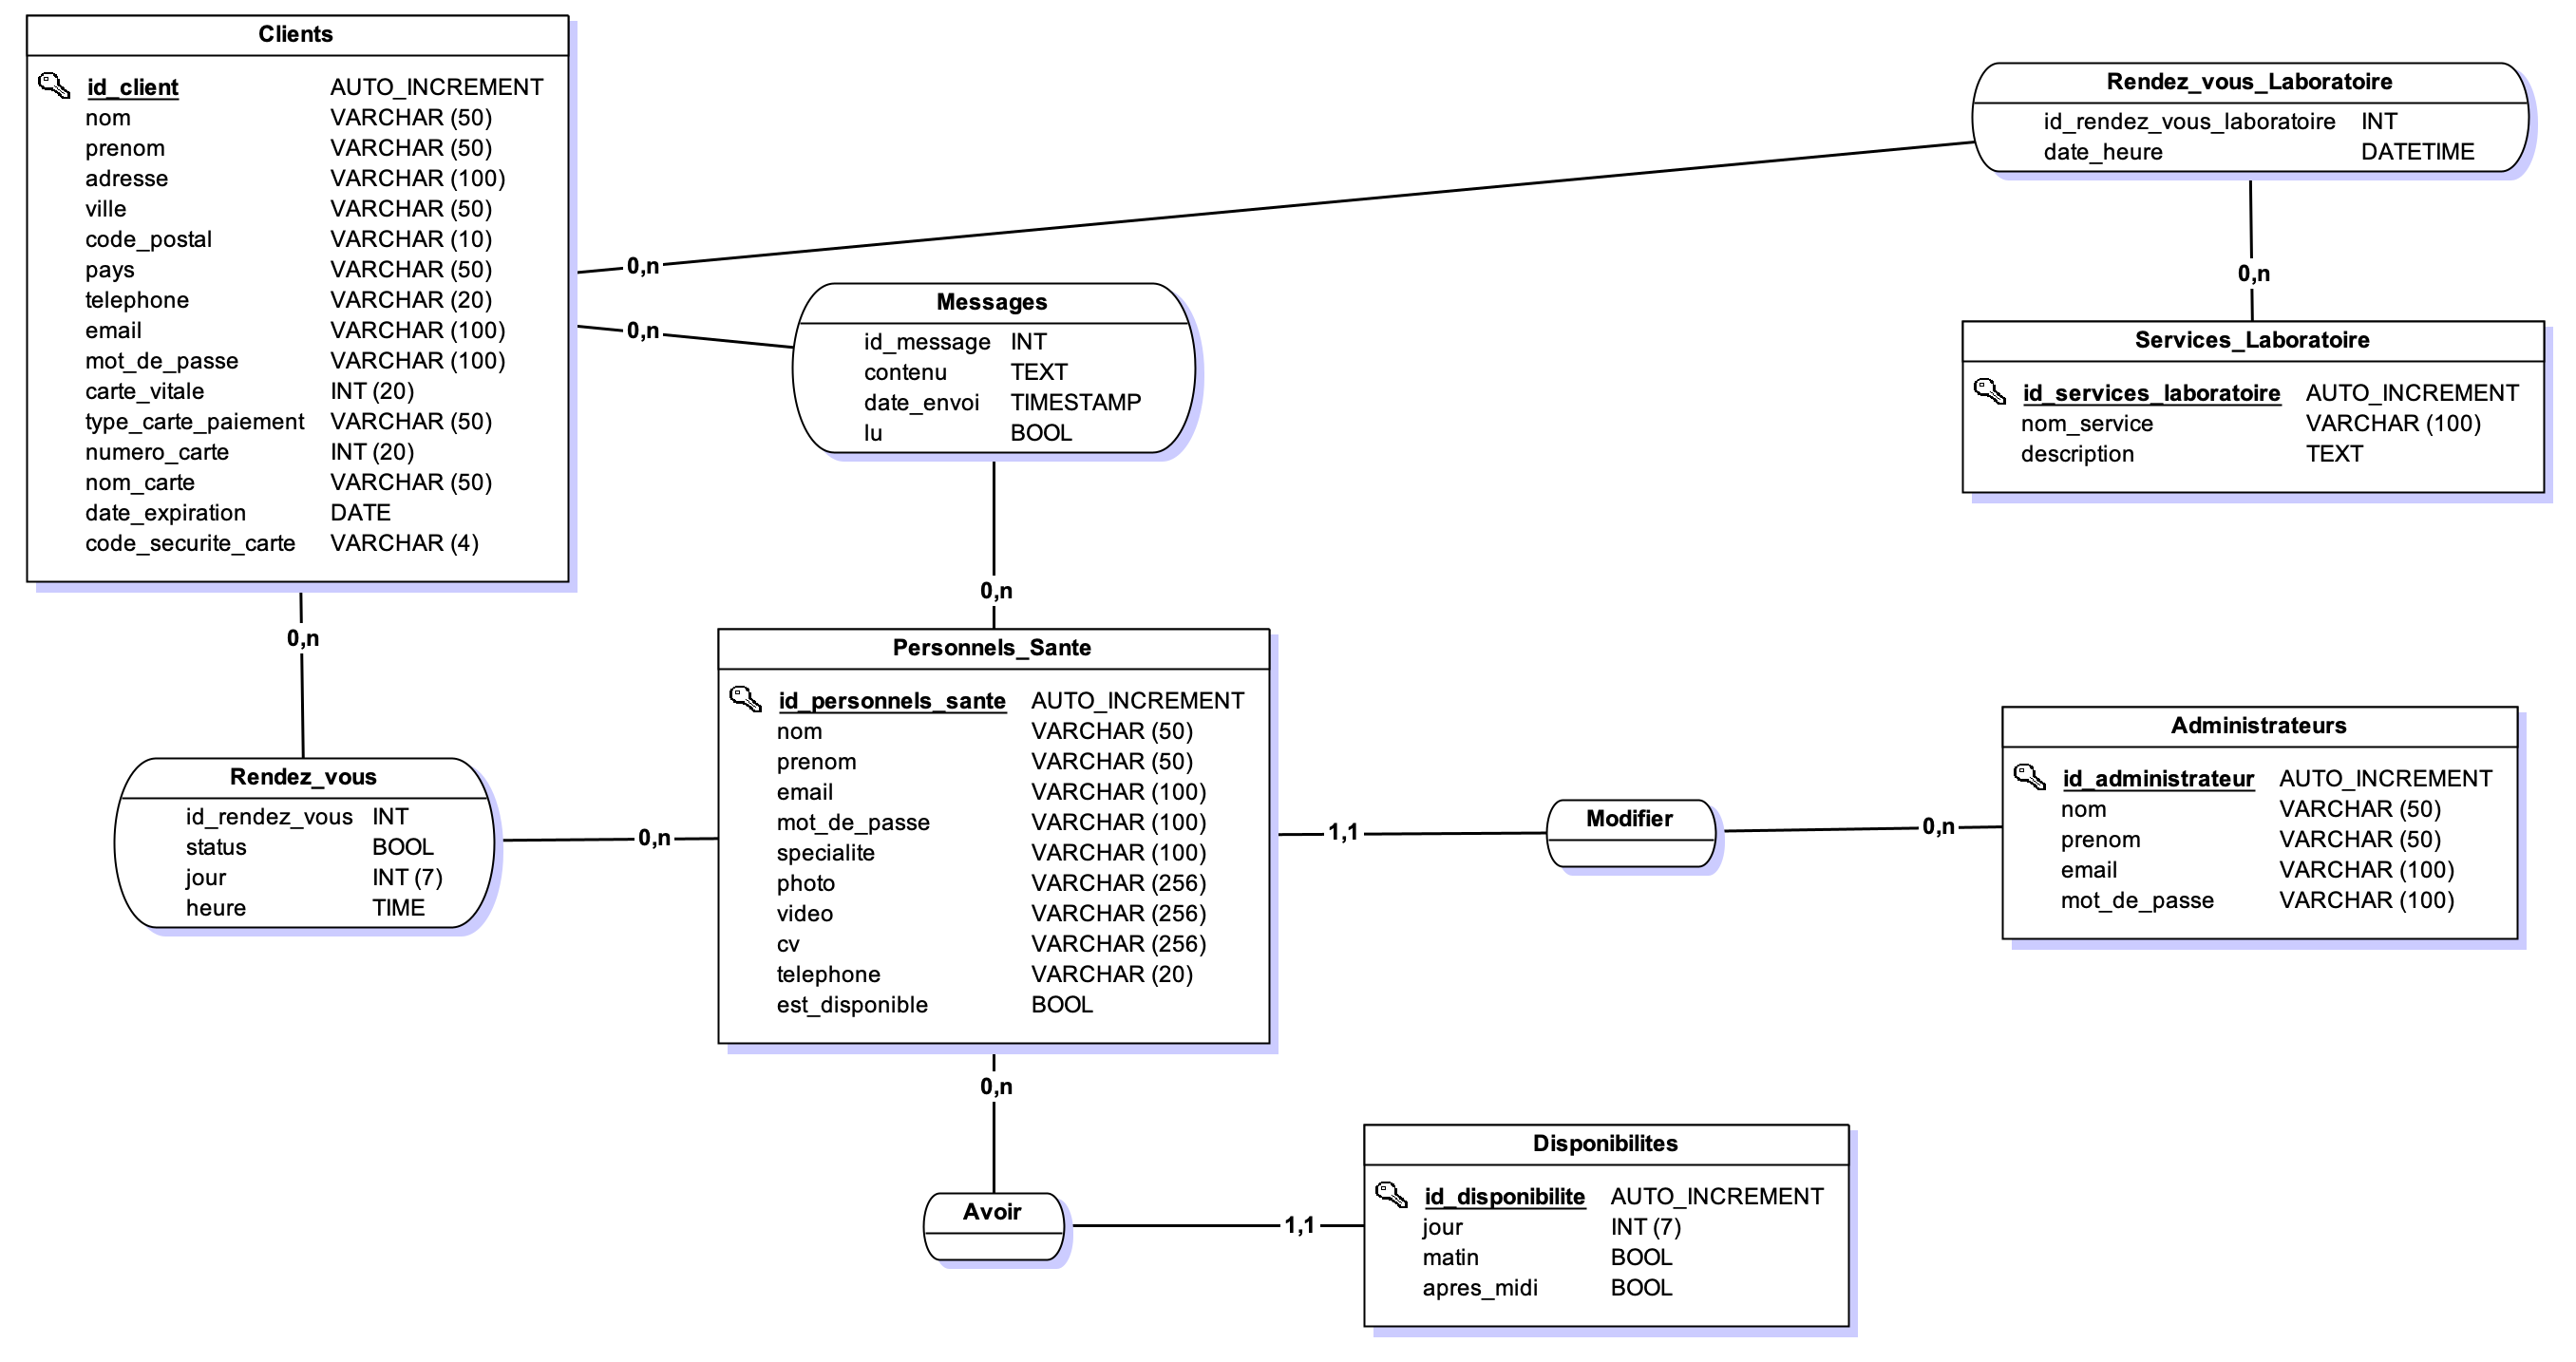 Clients
id_client AUTO_INCREMENT
nom VARCHAR (50)
prenom VARCHAR (50)
adresse VARCHAR (100)
ville VARCHAR (50)
code_postal VARCHAR (10)
pays VARCHAR (50)
telephone VARCHAR (20)
email VARCHAR (100)
mot_de_passe VARCHAR (100)
carte_vitale INT (20)
type_carte_paiement VARCHAR (50)
numero_carte INT (20)
nom_carte VARCHAR (50)
date_expiration DATE
code_securite_carte VARCHAR (4)
Rendez_vous_Laboratoire
id_rendez_vous_laboratoire INT
date_heure DATETIME
0,n
0,n
Messages
id_message INT
contenu TEXT
date_envoi TIMESTAMP
lu BOOL
0,n
Services_Laboratoire
id_services_laboratoire AUTO_INCREMENT
nom_service VARCHAR (100)
description TEXT
0,n
0,n
Personnels_Sante
id_personnels_sante AUTO_INCREMENT
nom VARCHAR (50)
prenom VARCHAR (50)
email VARCHAR (100)
mot_de_passe VARCHAR (100)
specialite VARCHAR (100)
photo VARCHAR (256)
video VARCHAR (256)
cv VARCHAR (256)
telephone VARCHAR (20)
est_disponible BOOL
Rendez_vous
id_rendez_vous INT
status BOOL
jour INT (7)
heure TIME
0,n
1,1
Modifier
0,n
Administrateurs
id_administrateur AUTO_INCREMENT
nom VARCHAR (50)
prenom VARCHAR (50)
email VARCHAR (100)
mot_de_passe VARCHAR (100)
0,n
Avoir
1,1
Disponibilites
id_disponibilite AUTO_INCREMENT
jour INT (7)
matin BOOL
apres_midi BOOL